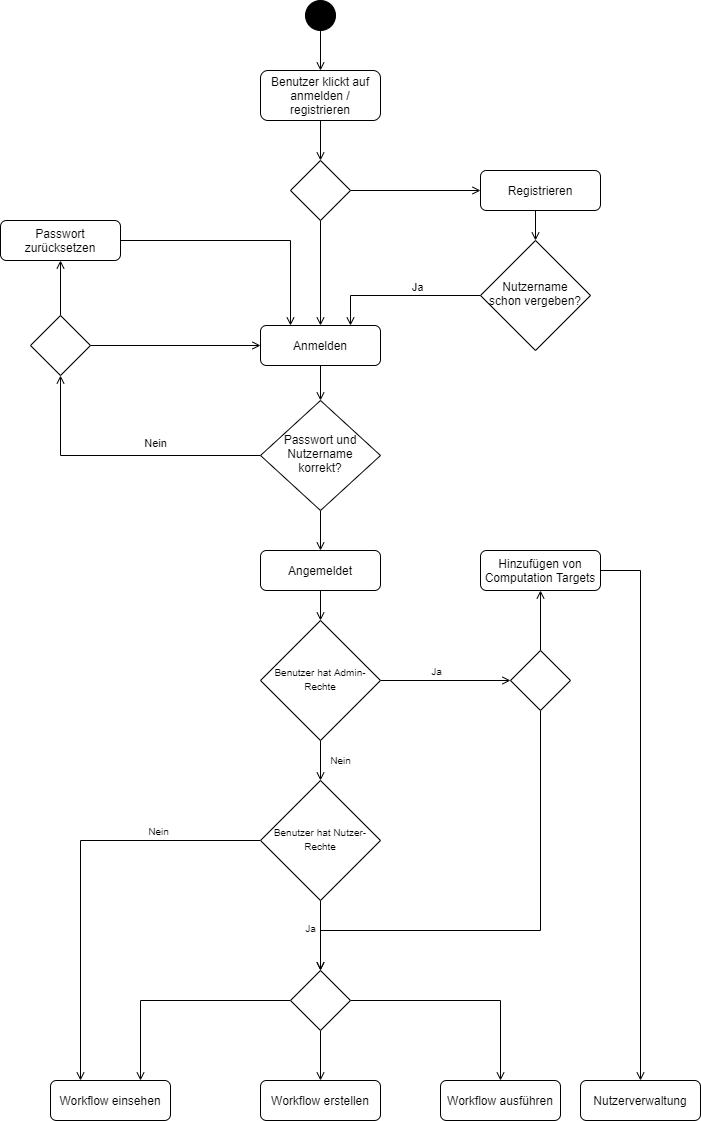 Benutzer klickt auf
anmelden /
registrieren
Registrieren
Passwort
zurücksetzen
Nutzername
schon vergeben?
Ja
Anmelden
Passwort und
Nutzername
korrekt?
Nein
Angemeldet
Hinzufügen von
Computation Targets
Benutzer hat Admin-
Rechte
Ja
Nein
Benutzer hat Nutzer-
Rechte
Nein
Ja
Workflow einsehen
Workflow erstellen
Workflow ausführen
Nutzerverwaltung